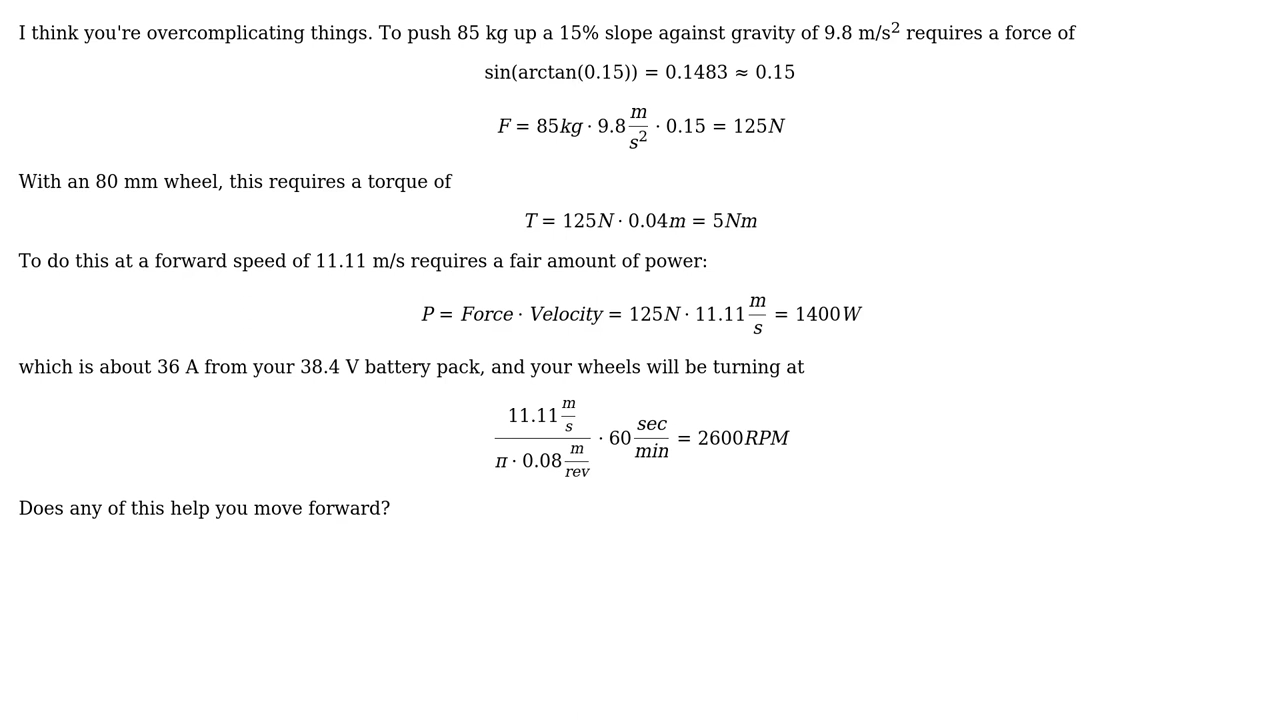 I think you're overcomplicating things. To push 85 kg up a 15% slope against gravity of 9.8 m/s² requires a force of
sin(arctan(0.15)) = 0.1483 ≈ 0.15
F = 85kg · 9.8 m/s² · 0.15 = 125N
With an 80 mm wheel, this requires a torque of
T = 125N · 0.04m = 5Nm
To do this at a forward speed of 11.11 m/s requires a fair amount of power:
P = Force · Velocity = 125N · 11.11 m/s = 1400W
which is about 36 A from your 38.4 V battery pack, and your wheels will be turning at
(11.11 m/s) / (π · 0.08 m/rev) · 60 sec/min = 2600RPM
Does any of this help you move forward?